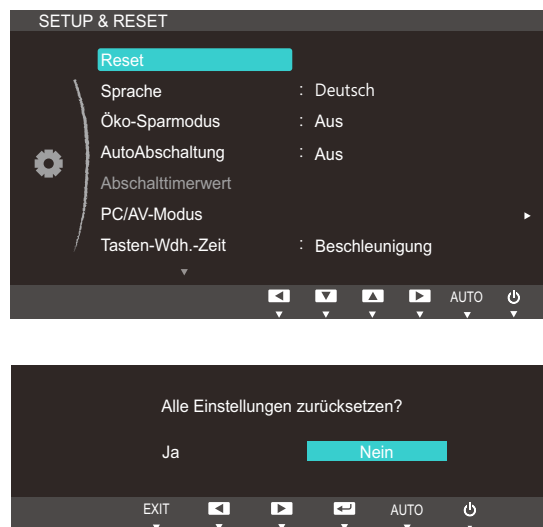 SETUP & RESET
Reset
Sprache : Deutsch
Öko-Sparmodus : Aus
AutoAbschaltung : Aus
Abschalttimerwert
PC/AV-Modus
Tasten-Wdh.-Zeit : Beschleunigung
AUTO
Alle Einstellungen zurücksetzen?
Ja Nein
EXIT AUTO